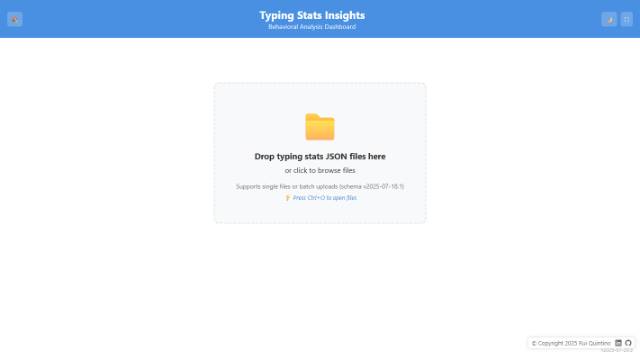 Typing Stats Insights
Behavioral Analysis Dashboard
Drop typing stats JSON files here
or click to browse files
Supports single files or batch uploads (schema v2025-07-18.1)
Press Ctrl+O to open files
© Copyright 2025 Rui Quintino